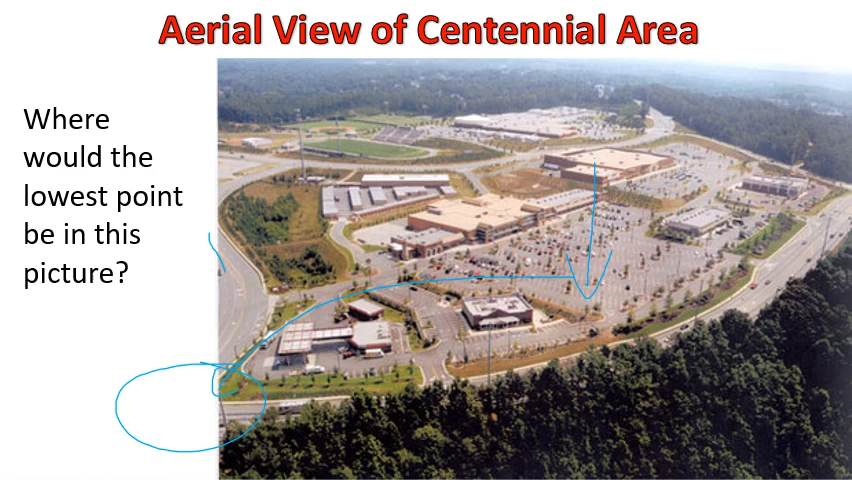 Aerial View of Centennial Area
Where
would the
lowest point
be in this
picture?